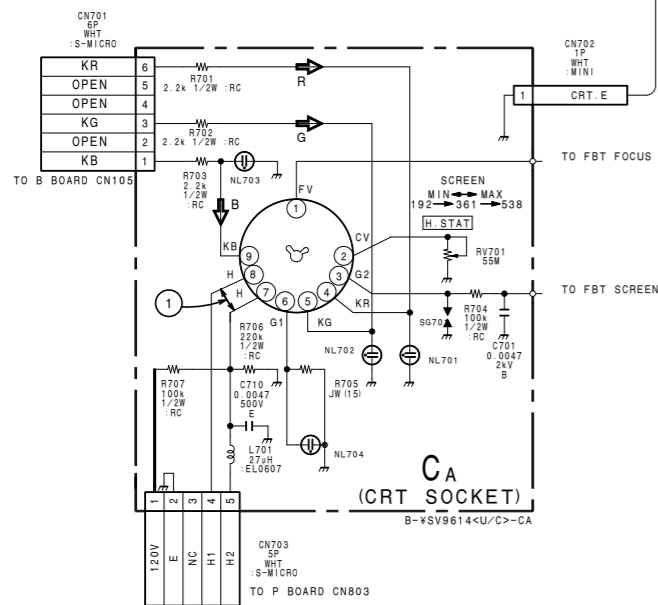 CN701
6P
WHT
:S-MICRO
KR 6
OPEN 5
OPEN 4
KG 3
OPEN 2
KB 1
TO B BOARD CN105
R701
2.2k 1/2W :RC
R
R702
2.2k 1/2W :RC
G
R703
2.2k
1/2W
:RC
NL703
B
FV
1
KB
9
H
8
H
7
G1
6
KG
5
KR
4
G2
3
CV
2
1
CN702
1P
WHT
:MINI
1 CRT.E
TO FBT FOCUS
SCREEN
MIN MAX
192 361 538
H.STAT
RV701
55M
TO FBT SCREEN
R704
100k
1/2W
:RC
C701
0.0047
2kV
B
NL702
NL701
R706
220k
1/2W
:RC
R707
100k
1/2W
:RC
C710
0.0047
500V
E
R705
JW(15)
L701
27µH
:EL0607
NL704
CA
(CRT SOCKET)
B-¥SV9614<U/C>-CA
1 2 3 4 5
120V E NC H1 H2
CN703
5P
WHT
:S-MICRO
TO P BOARD CN803